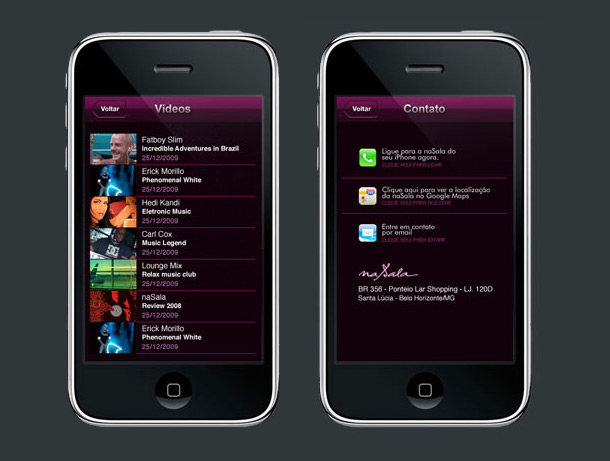 Voltar
Videos
Fatboy Slim
Incredible Adventures in Brazil
25/12/2009
Erick Morillo
Phenomenal White
25/12/2009
Hedi Kandi
Eletronic Music
25/12/2009
Carl Cox
Music Legend
25/12/2009
Lounge Mix
Relax music club
25/12/2009
naSala
Review 2008
25/12/2009
Erick Morillo
Phenomenal White
25/12/2009
Voltar
Contato
Ligue para a naSala do
seu iPhone agora.
CLIQUE AQUI PARA LIGAR
Clique aqui para ver a localização
da naSala no Google Maps
CLIQUE AQUI PARA ACESSAR
Entre em contato
por email
CLIQUE AQUI PARA ENVIAR
naSala
BR 356 - Ponteio Lar Shopping - LJ. 120D
Santa Lúcia - Belo Horizonte/MG